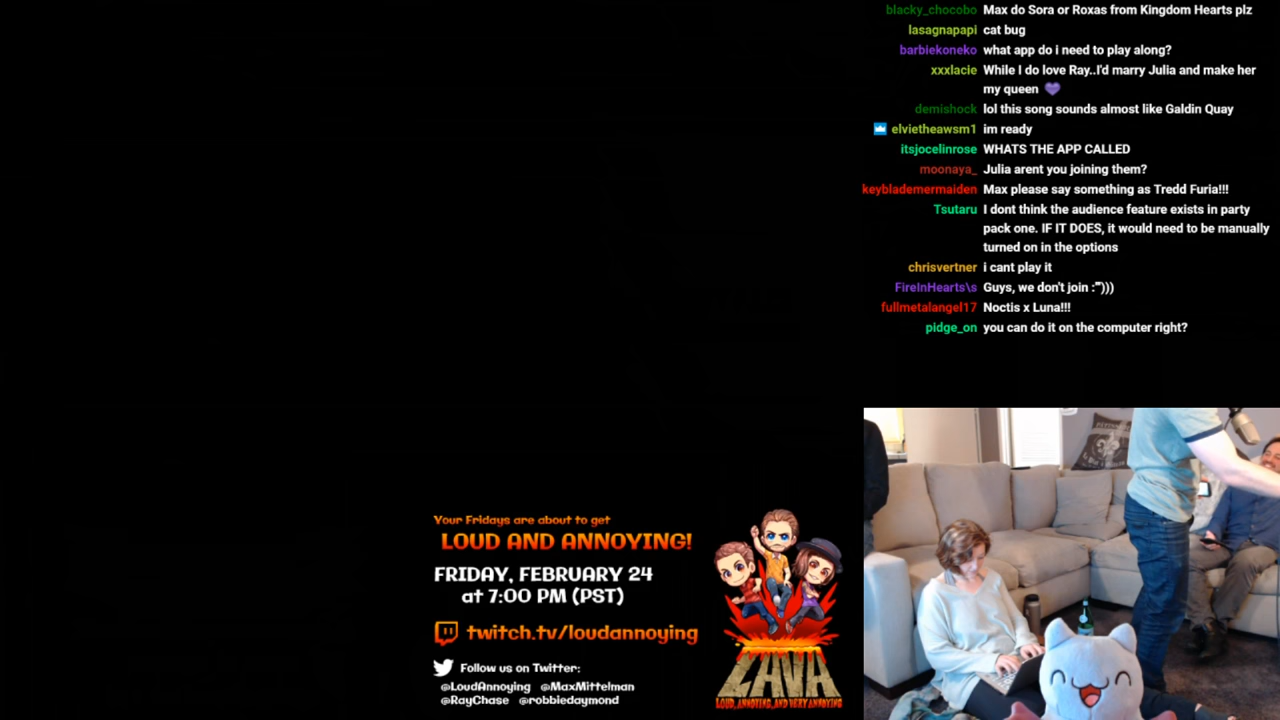 blacky_chocobo Max do Sora or Roxas from Kingdom Hearts plz
lasagnapapi cat bug
barbiekoneko what app do i need to play along?
xxxlacie While I do love Ray..I'd marry Julia and make her
my queen 💜
demishock lol this song sounds almost like Galdin Quay
elvietheawsm1 im ready
itsjocelinrose WHATS THE APP CALLED
moonaya_ Julia arent you joining them?
keyblademermaiden Max please say something as Tredd Furia!!!
Tsutaru I dont think the audience feature exists in party
pack one. IF IT DOES, it would need to be manually
turned on in the options
chrisvertner i cant play it
FireInHearts\s Guys, we don't join :'")))
fullmetalangel17 Noctis x Luna!!!
pidge_on you can do it on the computer right?
Your Fridays are about to get
LOUD AND ANNOYING!
FRIDAY, FEBRUARY 24
at 7:00 PM (PST)
twitch.tv/loudannoying
Follow us on Twitter:
@LoudAnnoying @MaxMittelman
@RayChase @robbiedaymond
LAVA
LOUD, ANNOYING, AND VERY ANNOYING